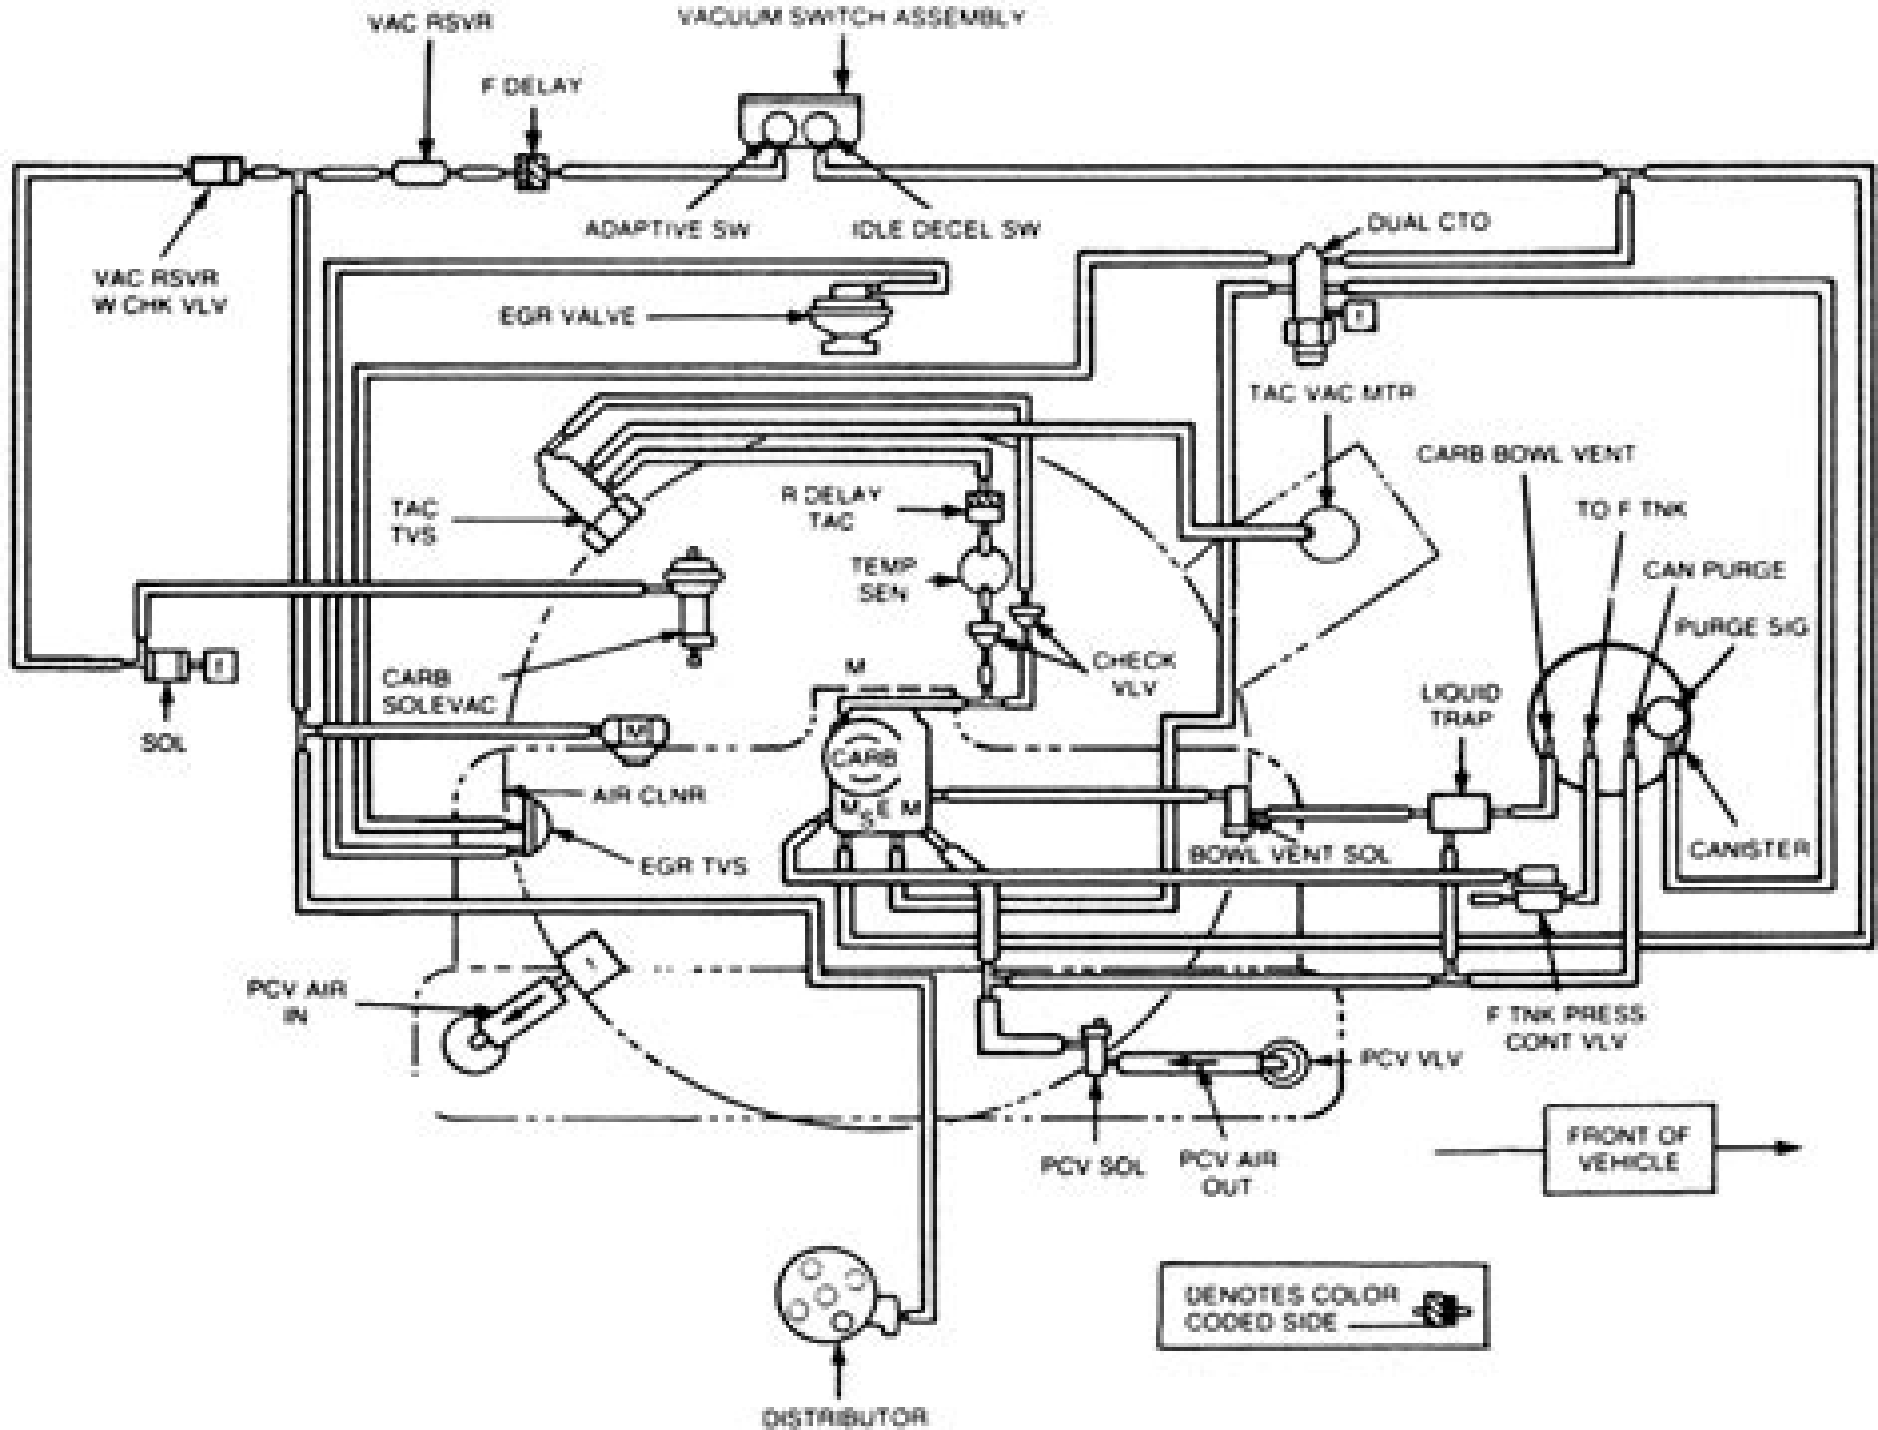 VAC RSVR
VACUUM SWITCH ASSEMBLY
F DELAY
ADAPTIVE SW
IDLE DECEL SW
DUAL CTO
VAC RSVR
W CHK VLV
EGR VALVE
TAC VAC MTR
CARB BOWL VENT
TAC
TVS
R DELAY
TAC
TO F TNK
TEMP
SEN
CAN PURGE
PURGE SIG
CARB
SOLEVAC
M
CHECK
VLV
LIQUID
TRAP
SOL
M
CARB
AIR CLNR
M S E M
EGR TVS
BOWL VENT SOL
CANISTER
PCV AIR
IN
F TNK PRESS
CONT VLV
PCV VLV
PCV SOL
PCV AIR
OUT
FRONT OF
VEHICLE
DENOTES COLOR
CODED SIDE
DISTRIBUTOR